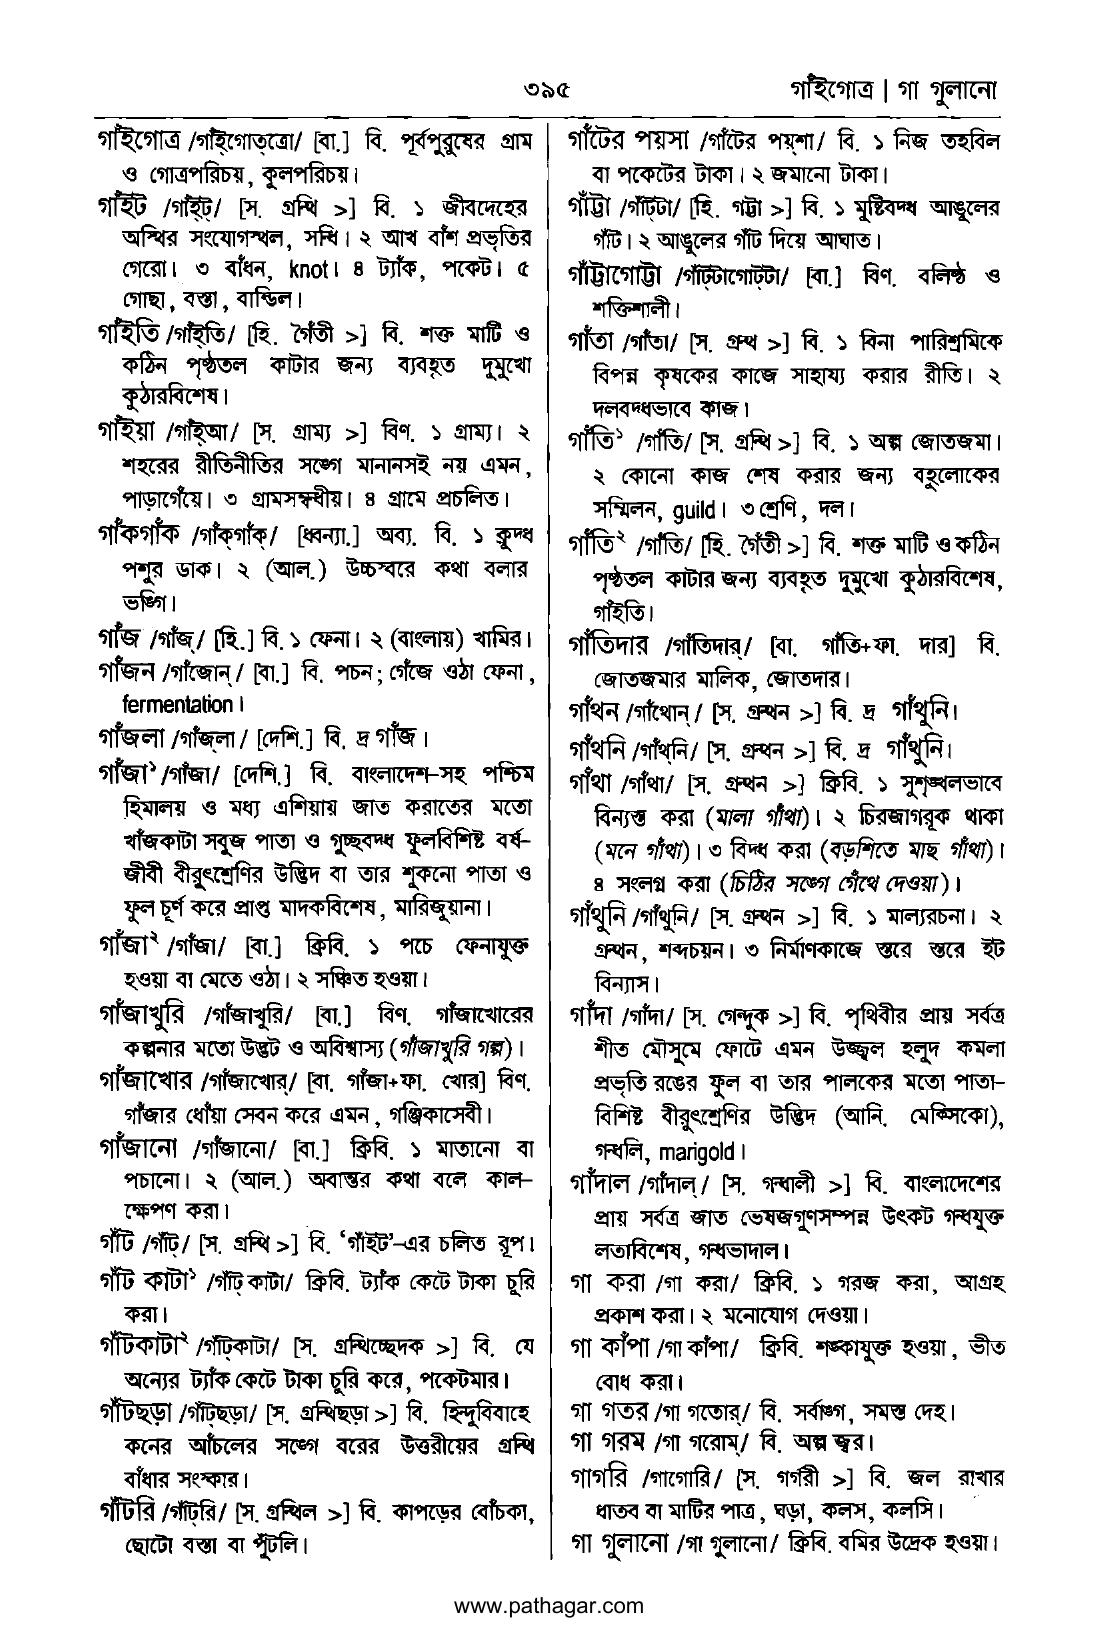 ৩৯৫
গাঁইগোত্র | গা গুলানো
গাঁইগোত্র /গাঁই্‌গোত্‌ত্রো/ [বা.] বি. পূর্বপুরুষের গ্রাম
ও গোত্রপরিচয়, কুলপরিচয়।
গাঁইট /গাঁই্‌ট্/ [স. গ্রন্থি >] বি. ১ জীবদেহের
অস্থির সংযোগস্থল, সন্ধি। ২ আখ বাঁশ প্রভৃতির
গেরো। ৩ বাঁধন, knot। ৪ ট্যাঁক, পকেট। ৫
গোছা, বস্তা, বান্ডিল।
গাঁইতি /গাঁই্‌তি/ [হি. গৈঁতী >] বি. শক্ত মাটি ও
কঠিন পৃষ্ঠতল কাটার জন্য ব্যবহৃত দুমুখো
কুঠারবিশেষ।
গাঁইয়া /গাঁই্‌আ/ [স. গ্রাম্য >] বিণ. ১ গ্রাম্য। ২
শহরের রীতিনীতির সঙ্গে মানানসই নয় এমন,
পাড়াগেঁয়ে। ৩ গ্রামসম্বন্ধীয়। ৪ গ্রামে প্রচলিত।
গাঁকগাঁক /গাঁক্‌গাঁক্/ [ধ্বন্যা.] অব্য. বি. ১ ক্রুদ্ধ
পশুর ডাক। ২ (আল.) উচ্চস্বরে কথা বলার
ভঙ্গি।
গাঁজ /গাঁজ্/ [হি.] বি. ১ ফেনা। ২ (বাংলায়) খামির।
গাঁজন /গাঁজোন্/ [বা.] বি. পচন; গেঁজে ওঠা ফেনা,
fermentation।
গাঁজলা /গাঁজ্‌লা/ [দেশি.] বি. দ্র গাঁজ।
গাঁজা¹ /গাঁজা/ [দেশি.] বি. বাংলাদেশ-সহ পশ্চিম
হিমালয় ও মধ্য এশিয়ায় জাত করাতের মতো
খাঁজকাটা সবুজ পাতা ও গুচ্ছবদ্ধ ফুলবিশিষ্ট বর্ষ-
জীবী বীরুৎশ্রেণির উদ্ভিদ বা তার শুকনো পাতা ও
ফুল চূর্ণ করে প্রাপ্ত মাদকবিশেষ, মারিজুয়ানা।
গাঁজা² /গাঁজা/ [বা.] ক্রিবি. ১ পচে ফেনাযুক্ত
হওয়া বা মেতে ওঠা। ২ সঞ্চিত হওয়া।
গাঁজাখুরি /গাঁজাখুরি/ [বা.] বিণ. গাঁজাখোরের
কল্পনার মতো উদ্ভট ও অবিশ্বাস্য (গাঁজাখুরি গল্প)।
গাঁজাখোর /গাঁজাখোর্/ [বা. গাঁজা+ফা. খোর] বিণ.
গাঁজার ধোঁয়া সেবন করে এমন, গঞ্জিকাসেবী।
গাঁজানো /গাঁজানো/ [বা.] ক্রিবি. ১ মাতানো বা
পচানো। ২ (আল.) অবান্তর কথা বলে কাল-
ক্ষেপণ করা।
গাঁট /গাঁট্/ [স. গ্রন্থি >] বি. ‘গাঁইট’-এর চলিত রূপ।
গাঁট কাটা¹ /গাঁট্ কাটা/ ক্রিবি. ট্যাঁক কেটে টাকা চুরি
করা।
গাঁটকাটা² /গাঁট্‌কাটা/ [স. গ্রন্থিচ্ছেদক >] বি. যে
অন্যের ট্যাঁক কেটে টাকা চুরি করে, পকেটমার।
গাঁটছড়া /গাঁট্‌ছড়া/ [স. গ্রন্থিছড়া >] বি. হিন্দুবিবাহে
কনের আঁচলের সঙ্গে বরের উত্তরীয়ের গ্রন্থি
বাঁধার সংস্কার।
গাঁটরি /গাঁট্‌রি/ [স. গ্রন্থিল >] বি. কাপড়ের বোঁচকা,
ছোটো বস্তা বা পুঁটলি।
গাঁটের পয়সা /গাঁটের পয়্‌শা/ বি. ১ নিজ তহবিল
বা পকেটের টাকা। ২ জমানো টাকা।
গাঁট্টা /গাঁট্‌টা/ [হি. গট্টা >] বি. ১ মুষ্টিবদ্ধ আঙুলের
গাঁট। ২ আঙুলের গাঁট দিয়ে আঘাত।
গাঁট্টাগোট্টা /গাঁট্‌টাগোট্‌টা/ [বা.] বিণ. বলিষ্ঠ ও
শক্তিশালী।
গাঁতা /গাঁতা/ [স. গ্রন্থ >] বি. ১ বিনা পারিশ্রমিকে
বিপন্ন কৃষকের কাজে সাহায্য করার রীতি। ২
দলবদ্ধভাবে কাজ।
গাঁতি¹ /গাঁতি/ [স. গ্রন্থি >] বি. ১ অল্প জোতজমা।
২ কোনো কাজ শেষ করার জন্য বহুলোকের
সম্মিলন, guild। ৩ শ্রেণি, দল।
গাঁতি² /গাঁতি/ [হি. গৈঁতী >] বি. শক্ত মাটি ও কঠিন
পৃষ্ঠতল কাটার জন্য ব্যবহৃত দুমুখো কুঠারবিশেষ,
গাঁইতি।
গাঁতিদার /গাঁতিদার্/ [বা. গাঁতি+ফা. দার] বি.
জোতজমার মালিক, জোতদার।
গাঁথন /গাঁথোন্/ [স. গ্রন্থন >] বি. দ্র গাঁথুনি।
গাঁথনি /গাঁথ্‌নি/ [স. গ্রন্থন >] বি. দ্র গাঁথুনি।
গাঁথা /গাঁথা/ [স. গ্রন্থন >] ক্রিবি. ১ সুশৃঙ্খলভাবে
বিন্যস্ত করা (মালা গাঁথা)। ২ চিরজাগরূক থাকা
(মনে গাঁথা)। ৩ বিদ্ধ করা (বড়শিতে মাছ গাঁথা)।
৪ সংলগ্ন করা (চিঠির সঙ্গে গেঁথে দেওয়া)।
গাঁথুনি /গাঁথুনি/ [স. গ্রন্থন >] বি. ১ মাল্যরচনা। ২
গ্রন্থন, শব্দচয়ন। ৩ নির্মাণকাজে স্তরে স্তরে ইট
বিন্যাস।
গাঁদা /গাঁদা/ [স. গেন্দুক >] বি. পৃথিবীর প্রায় সর্বত্র
শীত মৌসুমে ফোটে এমন উজ্জ্বল হলুদ কমলা
প্রভৃতি রঙের ফুল বা তার পালকের মতো পাতা-
বিশিষ্ট বীরুৎশ্রেণির উদ্ভিদ (আনি. মেক্সিকো),
গন্ধলি, marigold।
গাঁদাল /গাঁদাল্/ [স. গন্ধালী >] বি. বাংলাদেশের
প্রায় সর্বত্র জাত ভেষজগুণসম্পন্ন উৎকট গন্ধযুক্ত
লতাবিশেষ, গন্ধভাদাল।
গা করা /গা করা/ ক্রিবি. ১ গরজ করা, আগ্রহ
প্রকাশ করা। ২ মনোযোগ দেওয়া।
গা কাঁপা /গা কাঁপা/ ক্রিবি. শঙ্কাযুক্ত হওয়া, ভীত
বোধ করা।
গা গতর /গা গতোর্/ বি. সর্বাঙ্গ, সমস্ত দেহ।
গা গরম /গা গরোম্/ বি. অল্প জ্বর।
গাগরি /গাগোরি/ [স. গর্গরী >] বি. জল রাখার
ধাতব বা মাটির পাত্র, ঘড়া, কলস, কলসি।
গা গুলানো /গা গুলানো/ ক্রিবি. বমির উদ্রেক হওয়া।
www.pathagar.com